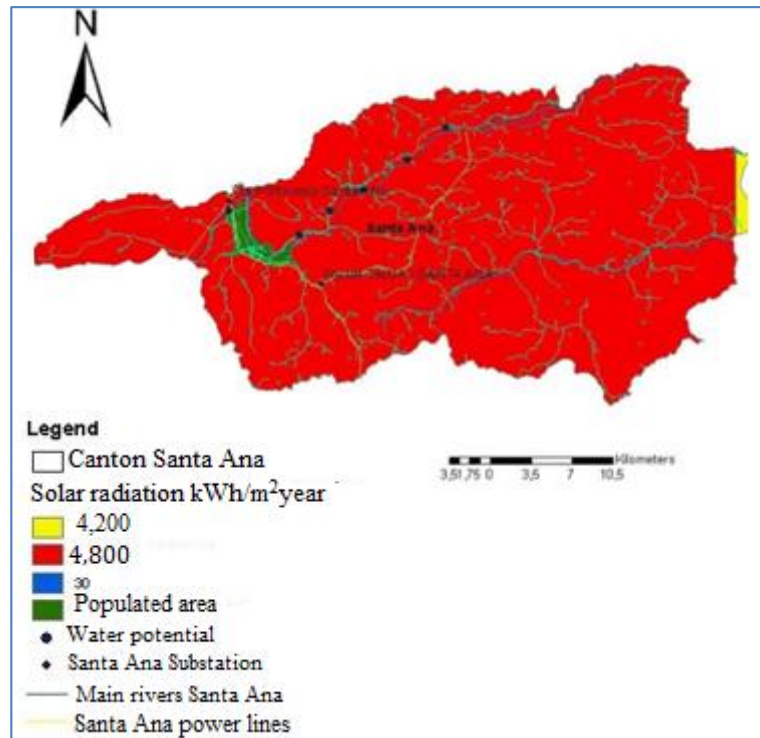 N
Santa Ana
Legend
Canton Santa Ana
Solar radiation kWh/m²year
4,200
4,800
30
Populated area
Water potential
Santa Ana Substation
Main rivers Santa Ana
Santa Ana power lines
Kilometers
3,51,75 0 3,5 7 10,5